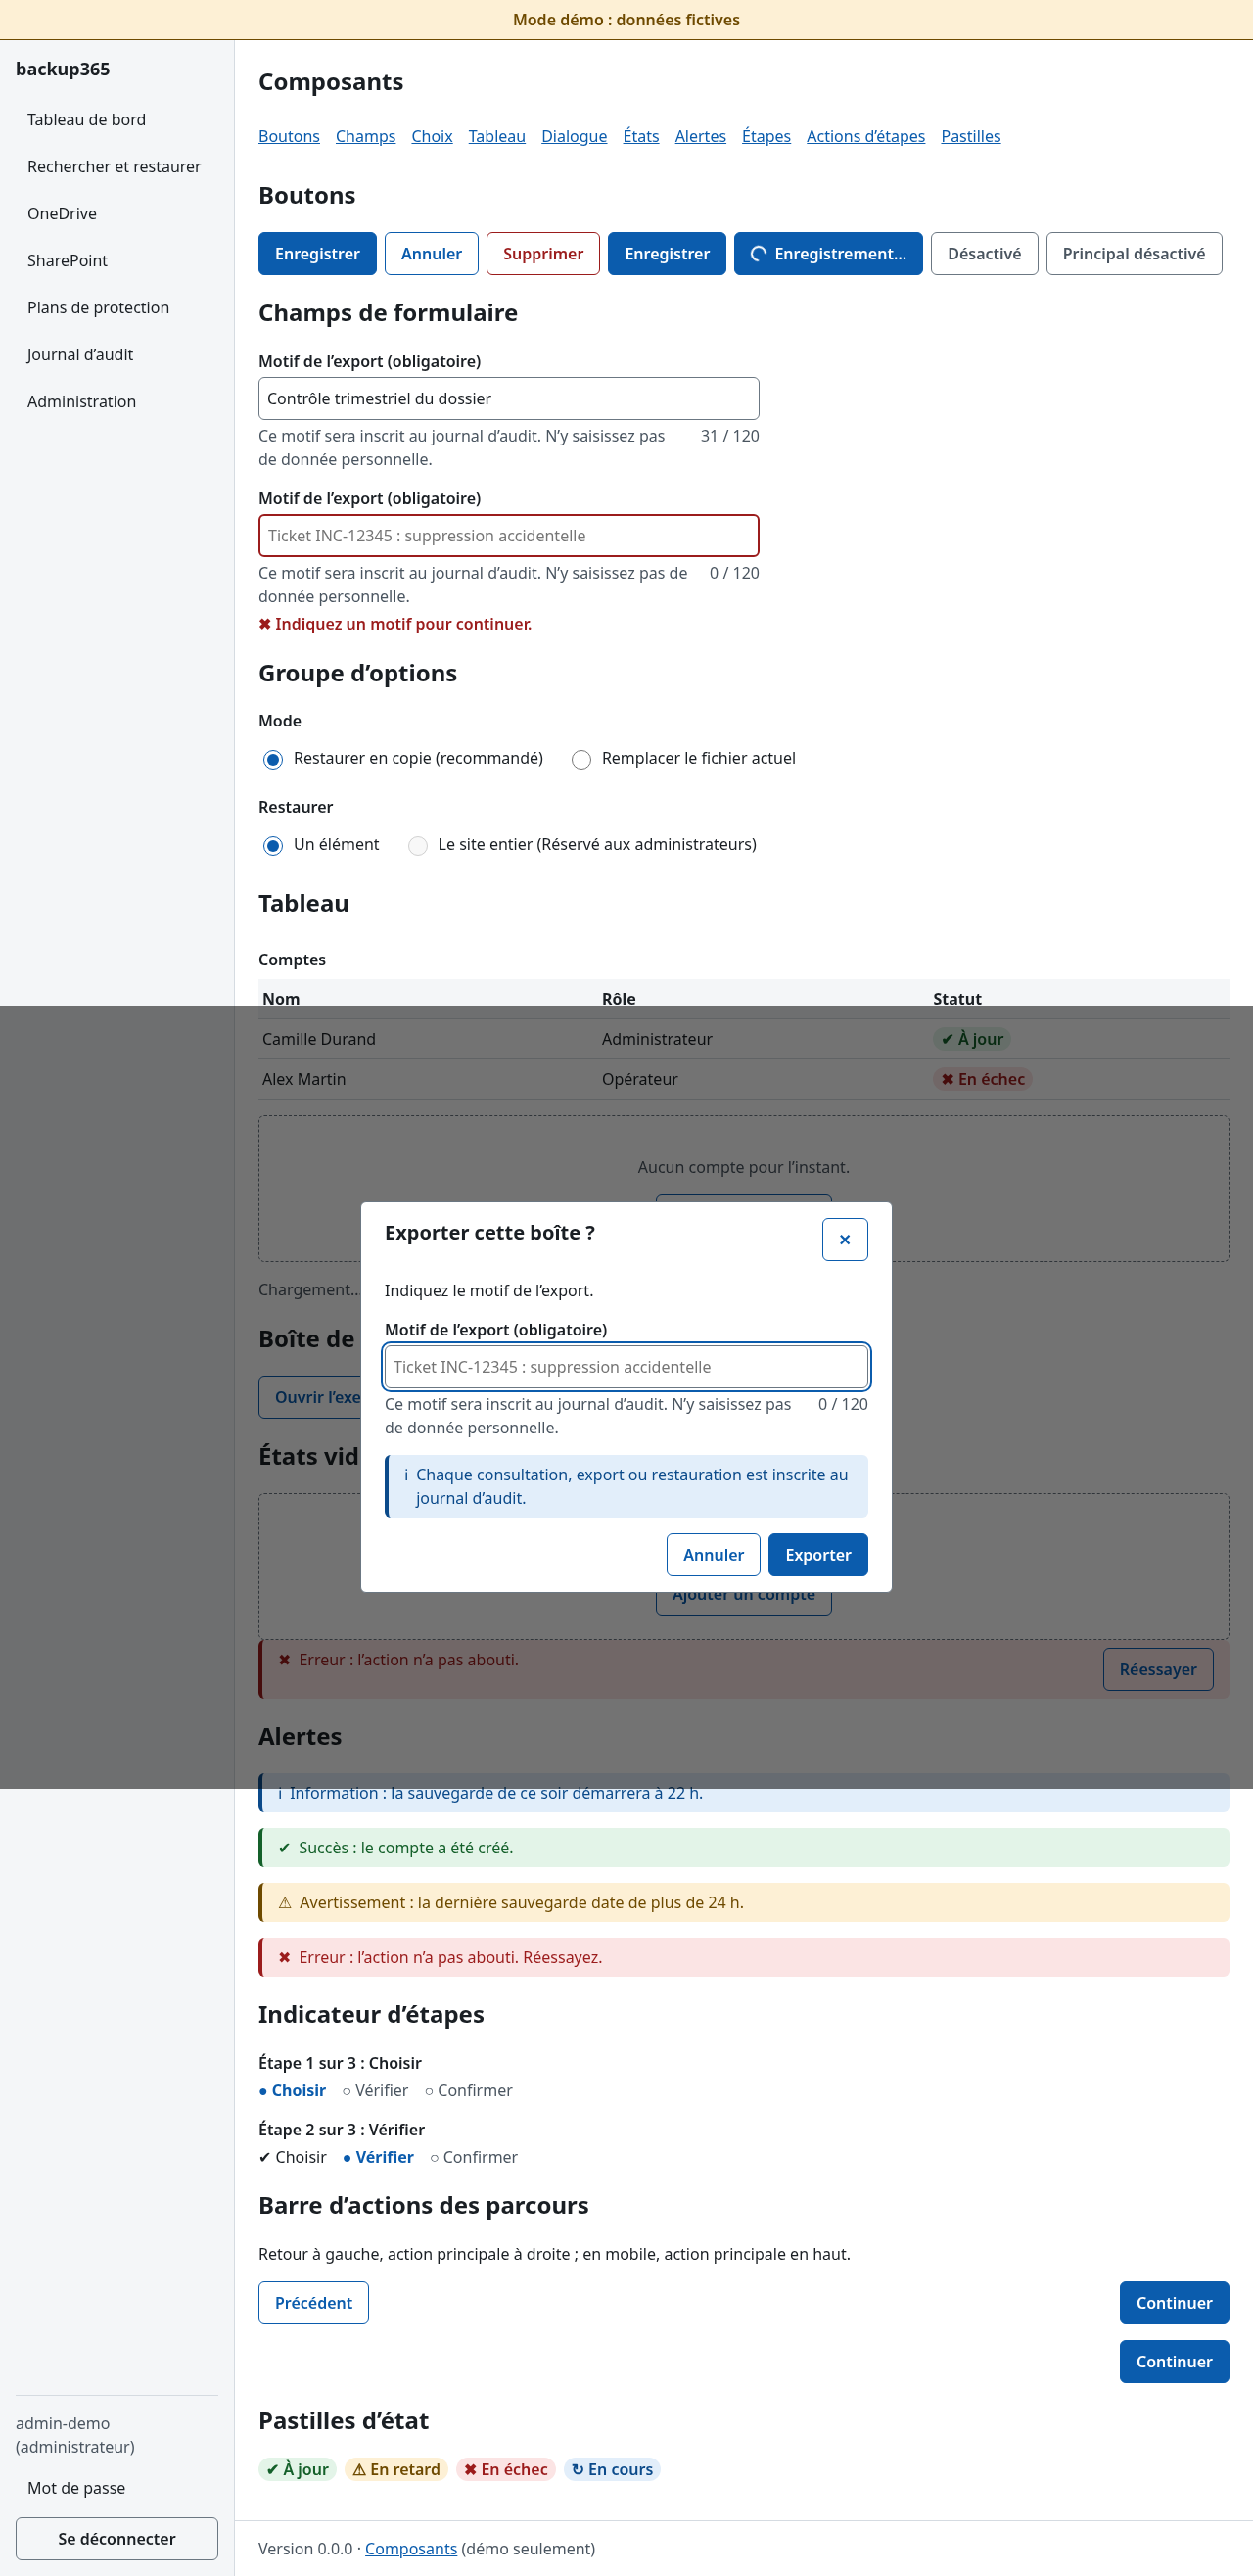 Mode démo : données fictives
backup365
Tableau de bord
Rechercher et restaurer
OneDrive
SharePoint
Plans de protection
Journal d’audit
Administration
admin-demo
(administrateur)
Mot de passe
Se déconnecter
Composants
Boutons Champs Choix Tableau Dialogue États Alertes Étapes Actions d’étapes Pastilles
Boutons
Enregistrer Annuler Supprimer Enregistrer Enregistrement… Désactivé Principal désactivé
Champs de formulaire
Motif de l’export (obligatoire)
Contrôle trimestriel du dossier
Ce motif sera inscrit au journal d’audit. N’y saisissez pas 31 / 120
de donnée personnelle.
Motif de l’export (obligatoire)
Ticket INC-12345 : suppression accidentelle
Ce motif sera inscrit au journal d’audit. N’y saisissez pas de 0 / 120
donnée personnelle.
✖ Indiquez un motif pour continuer.
Groupe d’options
Mode
Restaurer en copie (recommandé) Remplacer le fichier actuel
Restaurer
Un élément Le site entier (Réservé aux administrateurs)
Tableau
Comptes
Nom Rôle Statut
Camille Durand Administrateur ✔ À jour
Alex Martin Opérateur ✖ En échec
Aucun compte pour l’instant.
Chargement…
Boîte de
Ouvrir l’exe
États vid
Exporter cette boîte ?
✕
Indiquez le motif de l’export.
Motif de l’export (obligatoire)
Ticket INC-12345 : suppression accidentelle
Ce motif sera inscrit au journal d’audit. N’y saisissez pas 0 / 120
de donnée personnelle.
i Chaque consultation, export ou restauration est inscrite au
journal d’audit.
Annuler Exporter
Ajouter un compte
✖ Erreur : l’action n’a pas abouti. Réessayer
Alertes
i Information : la sauvegarde de ce soir démarrera à 22 h.
✔ Succès : le compte a été créé.
⚠ Avertissement : la dernière sauvegarde date de plus de 24 h.
✖ Erreur : l’action n’a pas abouti. Réessayez.
Indicateur d’étapes
Étape 1 sur 3 : Choisir
● Choisir ○ Vérifier ○ Confirmer
Étape 2 sur 3 : Vérifier
✔ Choisir ● Vérifier ○ Confirmer
Barre d’actions des parcours
Retour à gauche, action principale à droite ; en mobile, action principale en haut.
Précédent Continuer
Continuer
Pastilles d’état
✔ À jour ⚠ En retard ✖ En échec ↻ En cours
Version 0.0.0 · Composants (démo seulement)